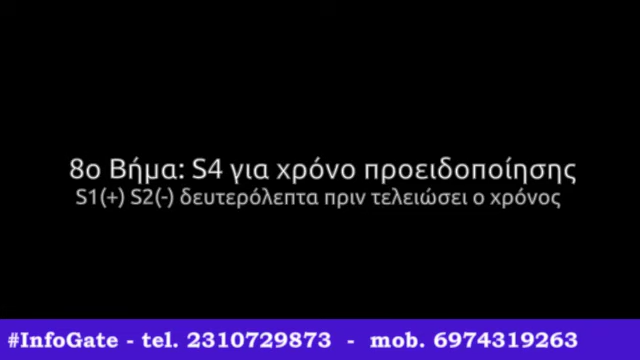 8ο Βήμα: S4 για χρόνο προειδοποίησης
S1(+) S2(-) δευτερόλεπτα πριν τελειώσει ο χρόνος
#InfoGate - tel. 2310729873 - mob. 6974319263